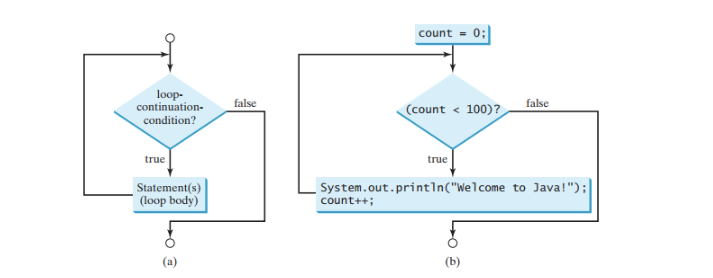 loop-
continuation-
condition?
false
true
Statement(s)
(loop body)
(a)
count = 0;
(count < 100)?
false
true
System.out.println("Welcome to Java!");
count++;
(b)